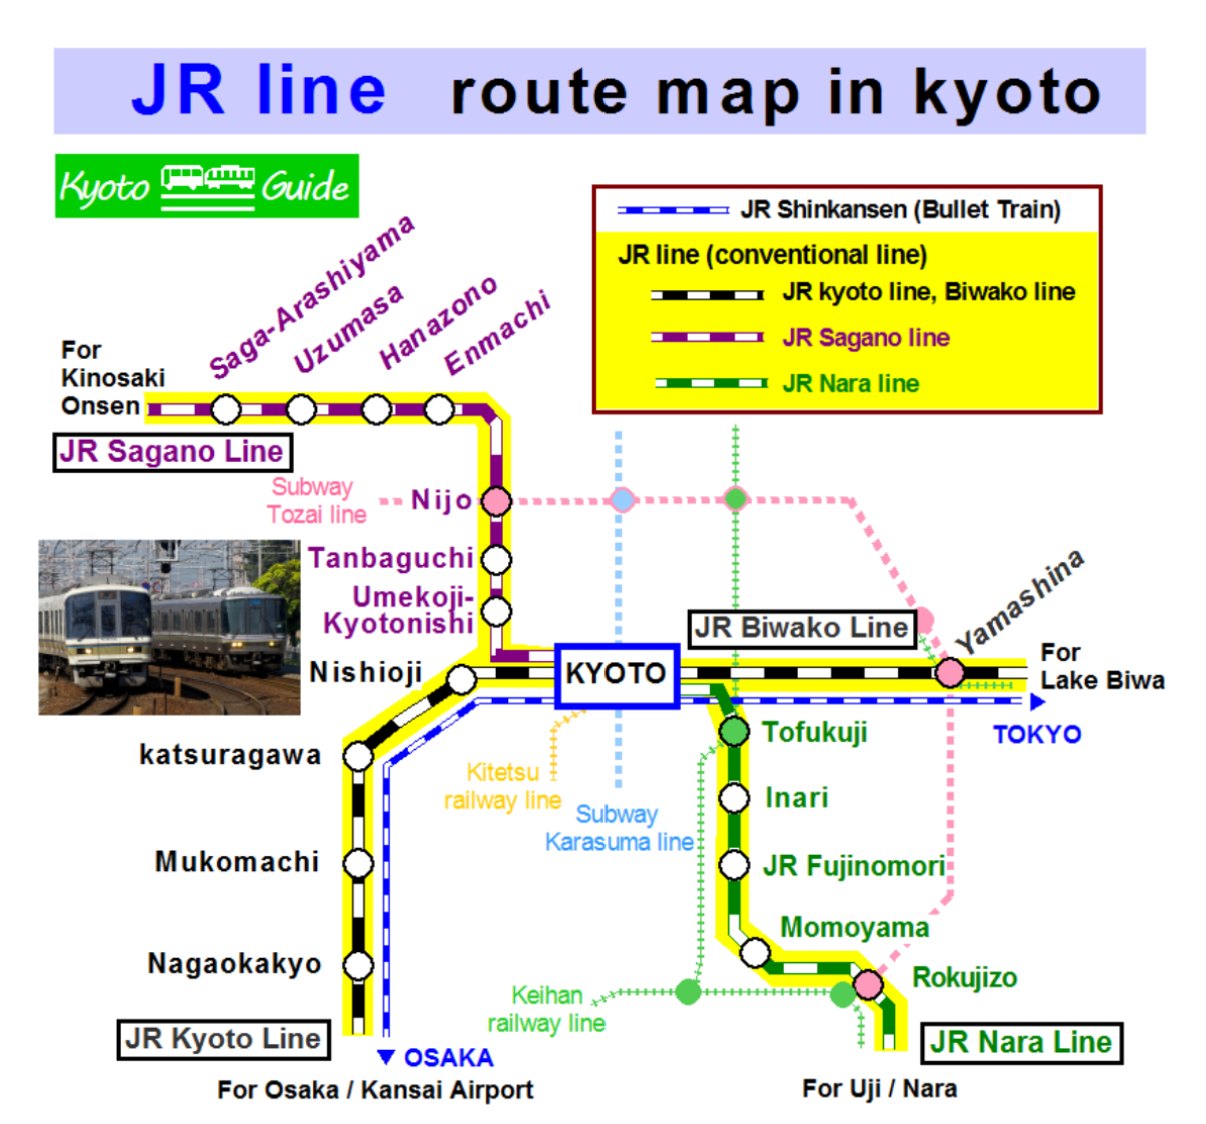 JR line route map in kyoto
Kyoto Guide
JR Shinkansen (Bullet Train)
JR line (conventional line)
JR kyoto line, Biwako line
JR Sagano line
JR Nara line
Saga-Arashiyama
Uzumasa
Hanazono
Enmachi
For
Kinosaki
Onsen
JR Sagano Line
Subway
Tozai line
Nijo
Tanbaguchi
Umekoji-
Kyotonishi
Nishioji
KYOTO
JR Biwako Line
Yamashina
For
Lake Biwa
TOKYO
katsuragawa
Kitetsu
railway line
Subway
Karasuma line
Tofukuji
Inari
JR Fujinomori
Mukomachi
Momoyama
Nagaokakyo
Rokujizo
Keihan
railway line
JR Kyoto Line
OSAKA
For Osaka / Kansai Airport
JR Nara Line
For Uji / Nara